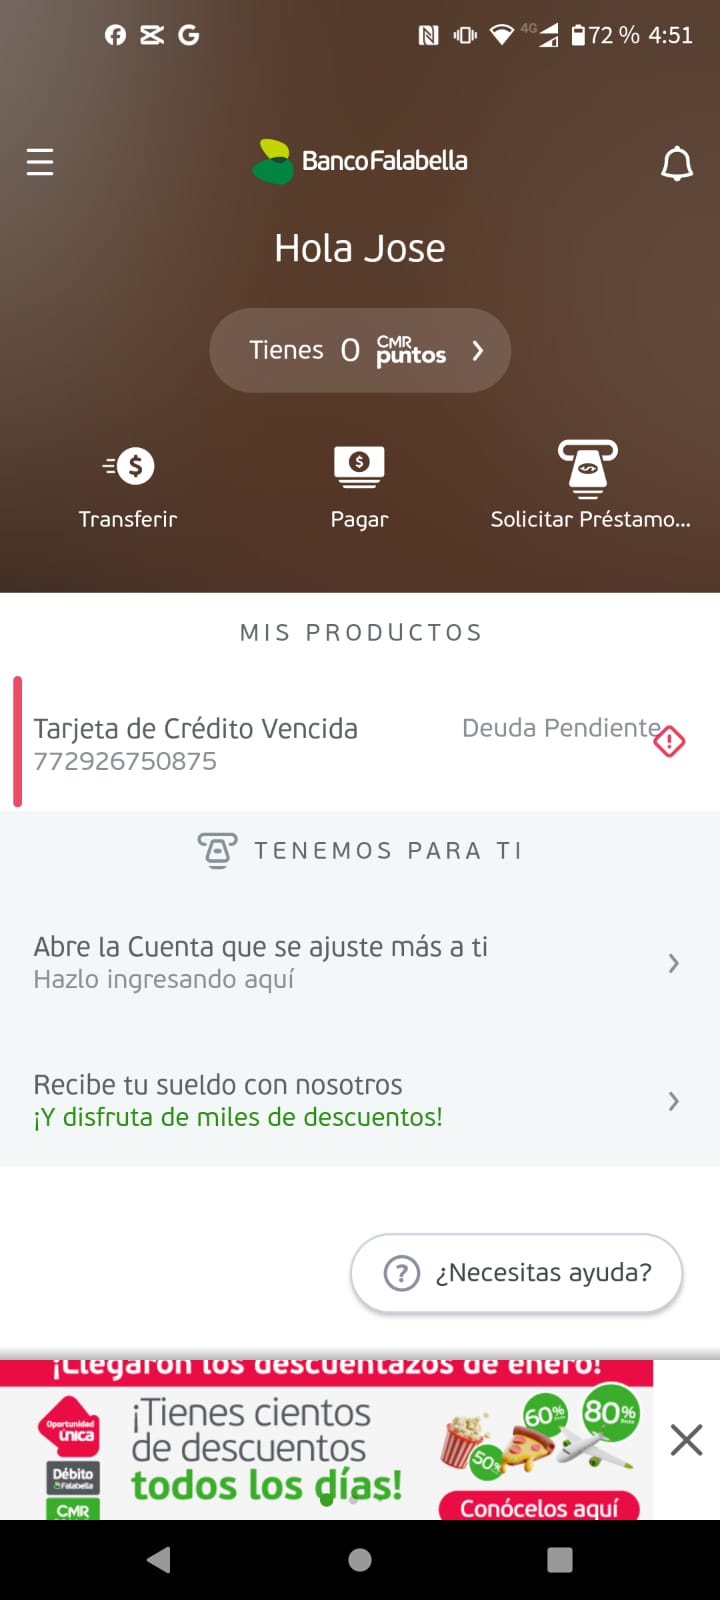 4G 72 % 4:51
BancoFalabella
Hola Jose
Tienes 0 CMR puntos
Transferir
Pagar
Solicitar Préstamo...
MIS PRODUCTOS
Tarjeta de Crédito Vencida
Deuda Pendiente
772926750875
TENEMOS PARA TI
Abre la Cuenta que se ajuste más a ti
Hazlo ingresando aquí
Recibe tu sueldo con nosotros
¡Y disfruta de miles de descuentos!
¿Necesitas ayuda?
¡Llegaron los descuentazos de enero!
Oportunidad
única
Débito
Falabella
CMR
¡Tienes cientos
de descuentos
todos los días!
50%
60%
80%
Conócelos aquí